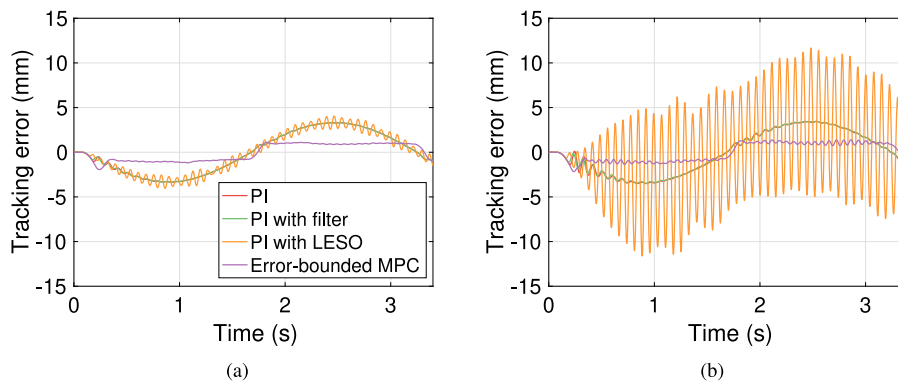 15
10
5
0
-5
-10
-15
Tracking error (mm)
0
1
2
3
Time (s)
PI
PI with filter
PI with LESO
Error-bounded MPC
(a)
15
10
5
0
-5
-10
-15
Tracking error (mm)
0
1
2
3
Time (s)
(b)